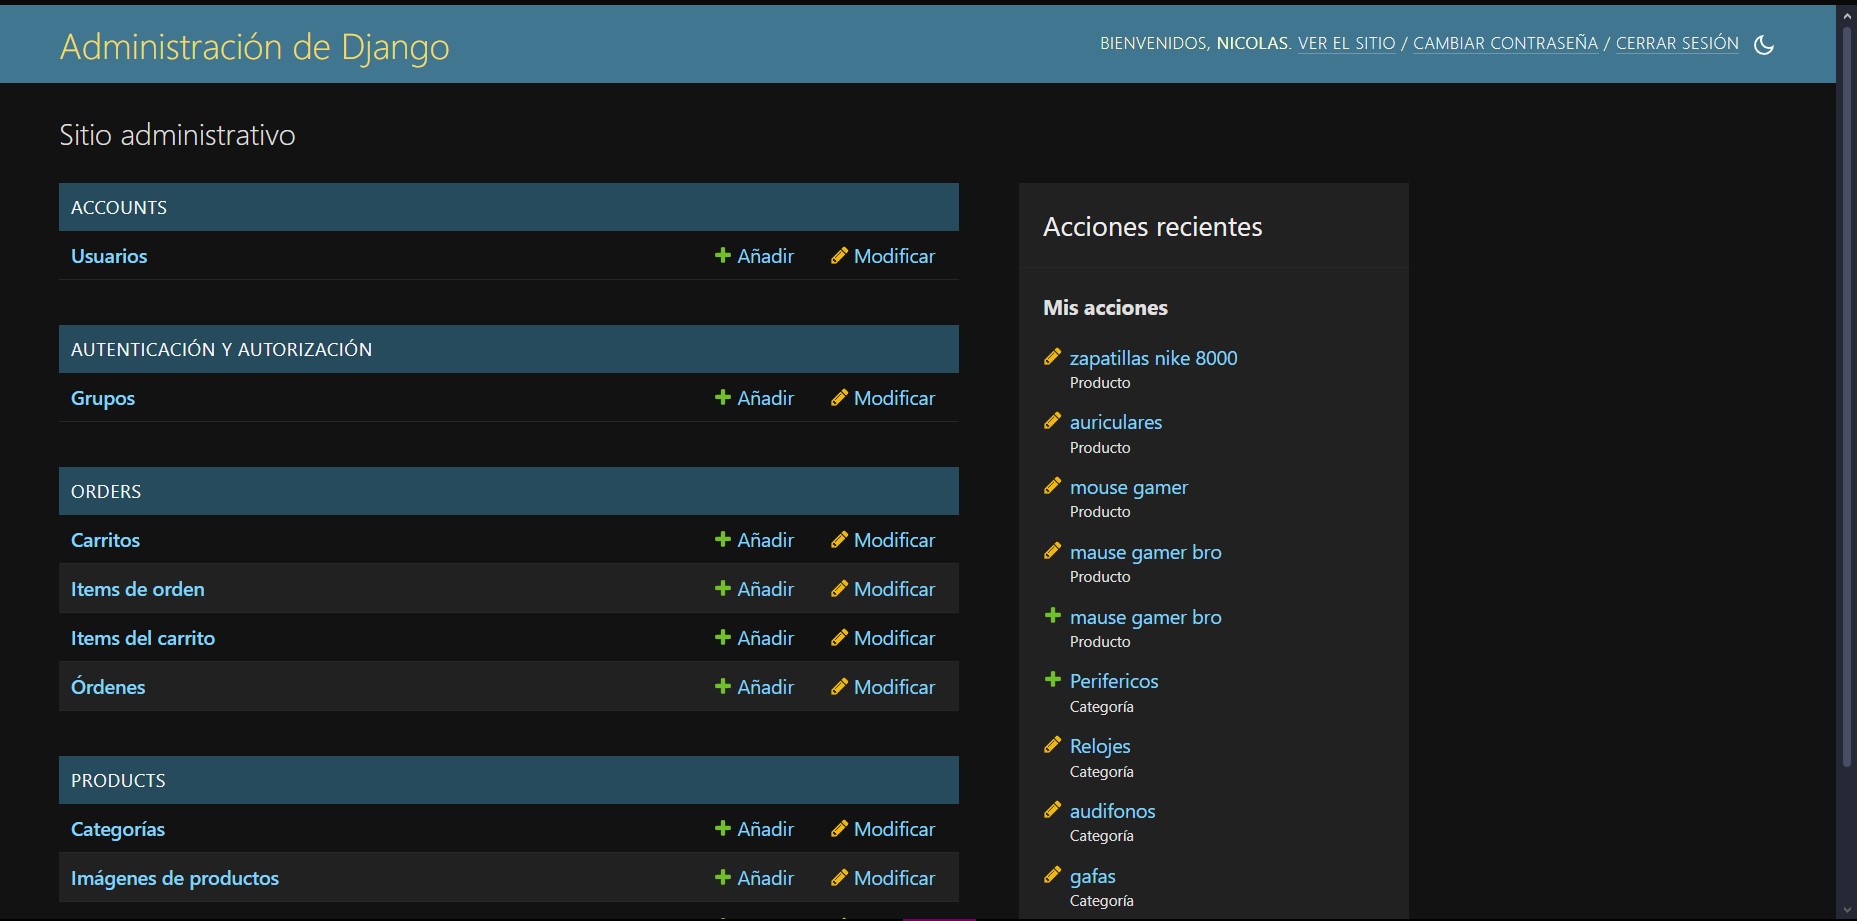 Administración de Django
BIENVENIDOS, NICOLAS. VER EL SITIO / CAMBIAR CONTRASEÑA / CERRAR SESIÓN
Sitio administrativo
ACCOUNTS
Usuarios Añadir Modificar
AUTENTICACIÓN Y AUTORIZACIÓN
Grupos Añadir Modificar
ORDERS
Carritos Añadir Modificar
Items de orden Añadir Modificar
Items del carrito Añadir Modificar
Órdenes Añadir Modificar
PRODUCTS
Categorías Añadir Modificar
Imágenes de productos Añadir Modificar
Acciones recientes
Mis acciones
zapatillas nike 8000
Producto
auriculares
Producto
mouse gamer
Producto
mause gamer bro
Producto
mause gamer bro
Producto
Perifericos
Categoría
Relojes
Categoría
audifonos
Categoría
gafas
Categoría